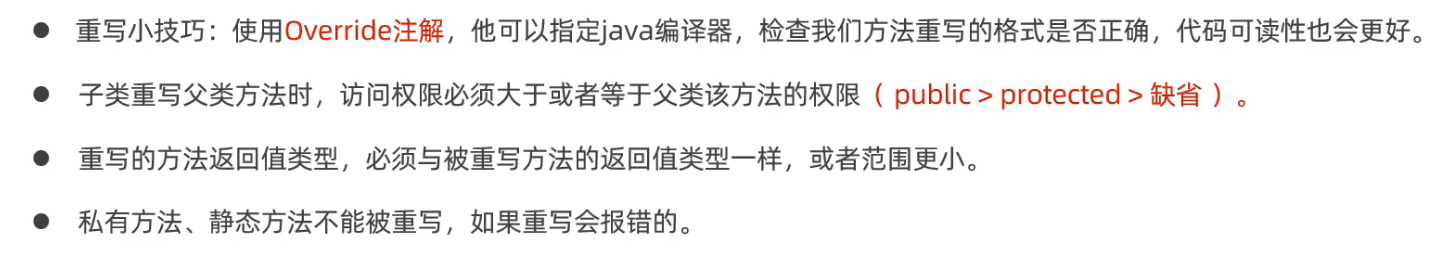 ● 重写小技巧：使用Override注解，他可以指定java编译器，检查我们方法重写的格式是否正确，代码可读性也会更好。
● 子类重写父类方法时，访问权限必须大于或者等于父类该方法的权限（ public > protected > 缺省 ）。
● 重写的方法返回值类型，必须与被重写方法的返回值类型一样，或者范围更小。
● 私有方法、静态方法不能被重写，如果重写会报错的。